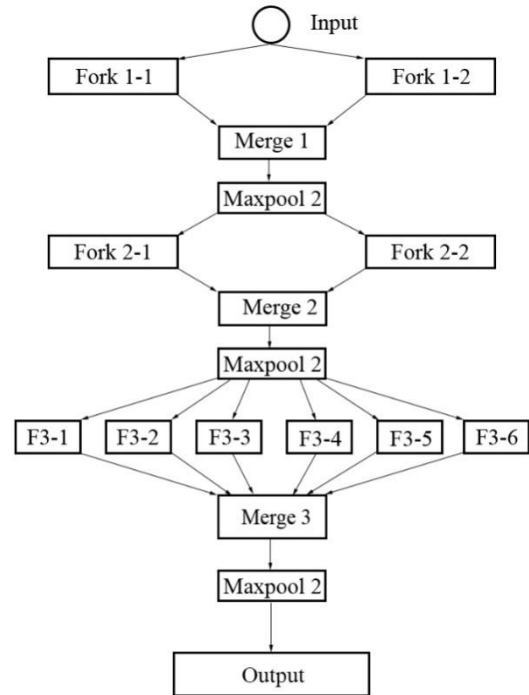 Input
Fork 1-1
Fork 1-2
Merge 1
Maxpool 2
Fork 2-1
Fork 2-2
Merge 2
Maxpool 2
F3-1
F3-2
F3-3
F3-4
F3-5
F3-6
Merge 3
Maxpool 2
Output